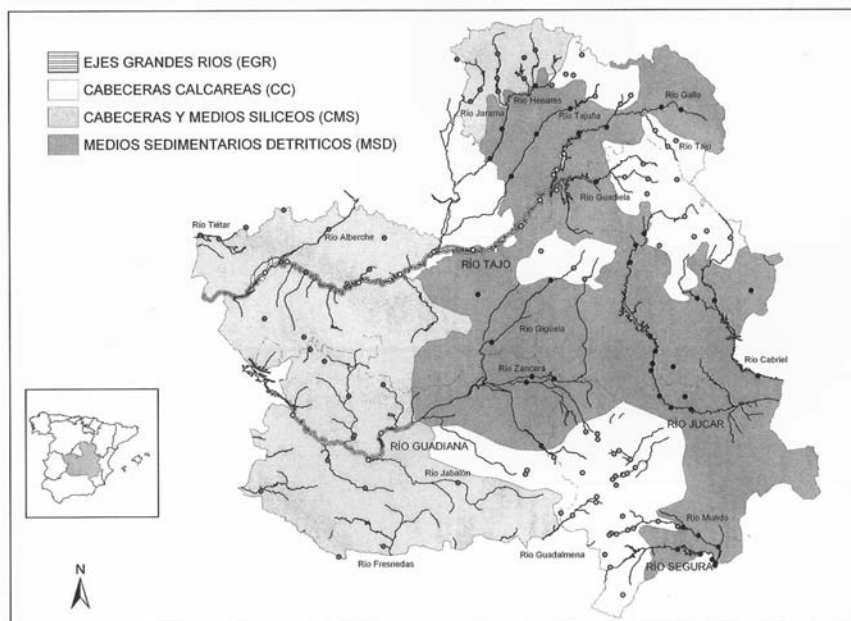 EJES GRANDES RIOS (EGR)
CABECERAS CALCAREAS (CC)
CABECERAS Y MEDIOS SILICEOS (CMS)
MEDIOS SEDIMENTARIOS DETRITICOS (MSD)
Río Henares
Río Gallo
Río Jarama
Río Tajuña
Río Tajo
Río Guadiela
Río Tiétar
Río Alberche
RÍO TAJO
Río Gigüela
Río Cabriel
Río Zancara
RÍO JUCAR
RÍO GUADIANA
Río Jabalón
Río Mundo
Río Guadalmena
Río Fresnedas
RÍO SEGURA
N